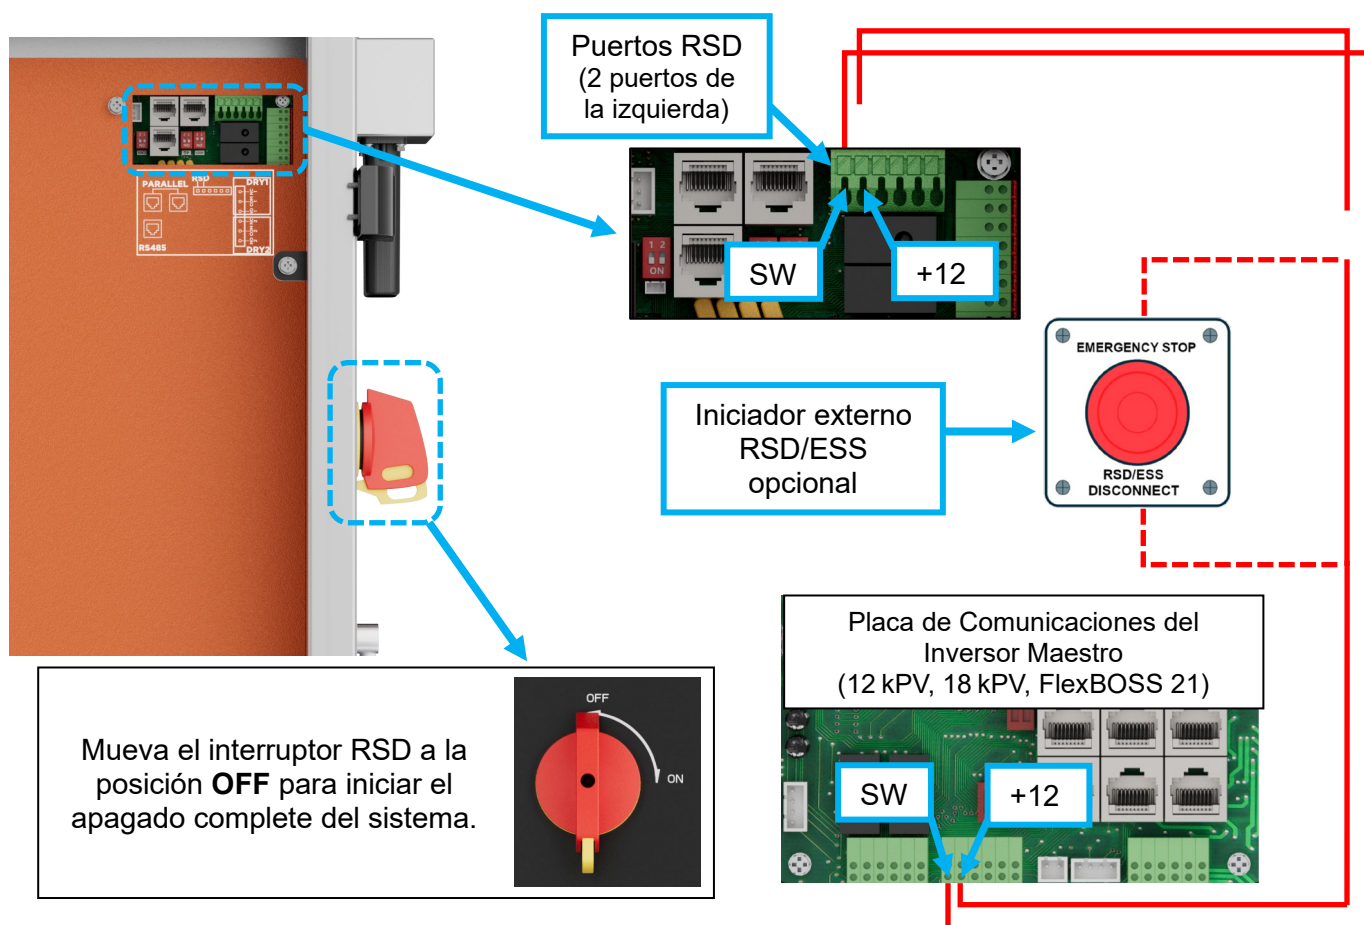 Puertos RSD
(2 puertos de
la izquierda)
PARALLEL
RSD
DRY1
RS485
DRY2
1 2
ON
SW
+12
EMERGENCY STOP
RSD/ESS
DISCONNECT
Iniciador externo
RSD/ESS
opcional
Placa de Comunicaciones del
Inversor Maestro
(12 kPV, 18 kPV, FlexBOSS 21)
SW
+12
Mueva el interruptor RSD a la
posición OFF para iniciar el
apagado complete del sistema.
OFF
ON